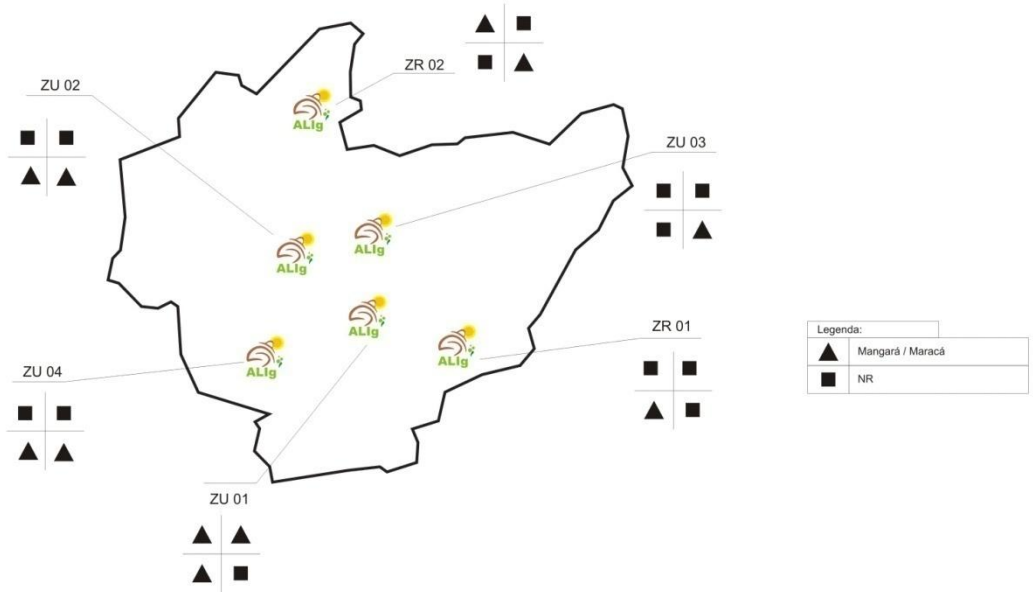 ZR 02
ZU 02
ALIg
ZU 03
ALIg
ALIg
ALIg
ZR 01
Legenda:
Mangará / Maracá
NR
ALIg
ALIg
ZU 04
ZU 01